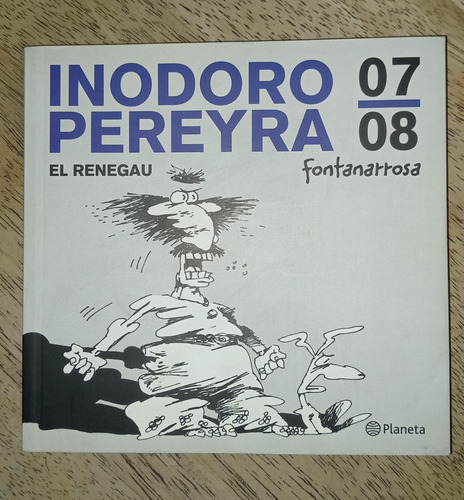 INODORO
PEREYRA
07
08
EL RENEGAU
fontanarrosa
Planeta